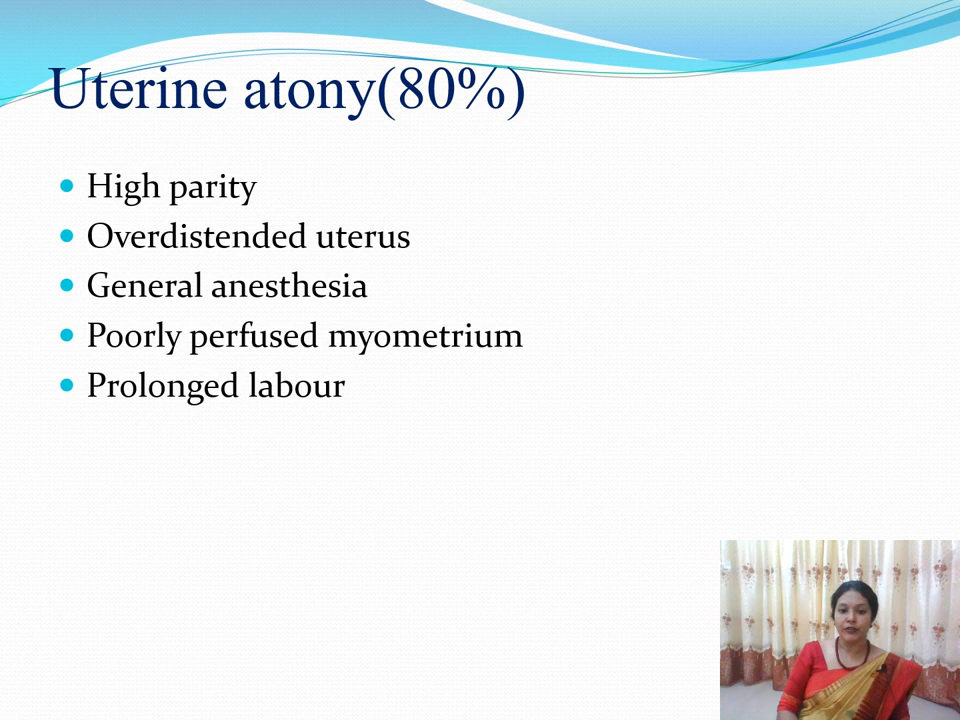 Uterine atony(80%)
High parity
Overdistended uterus
General anesthesia
Poorly perfused myometrium
Prolonged labour